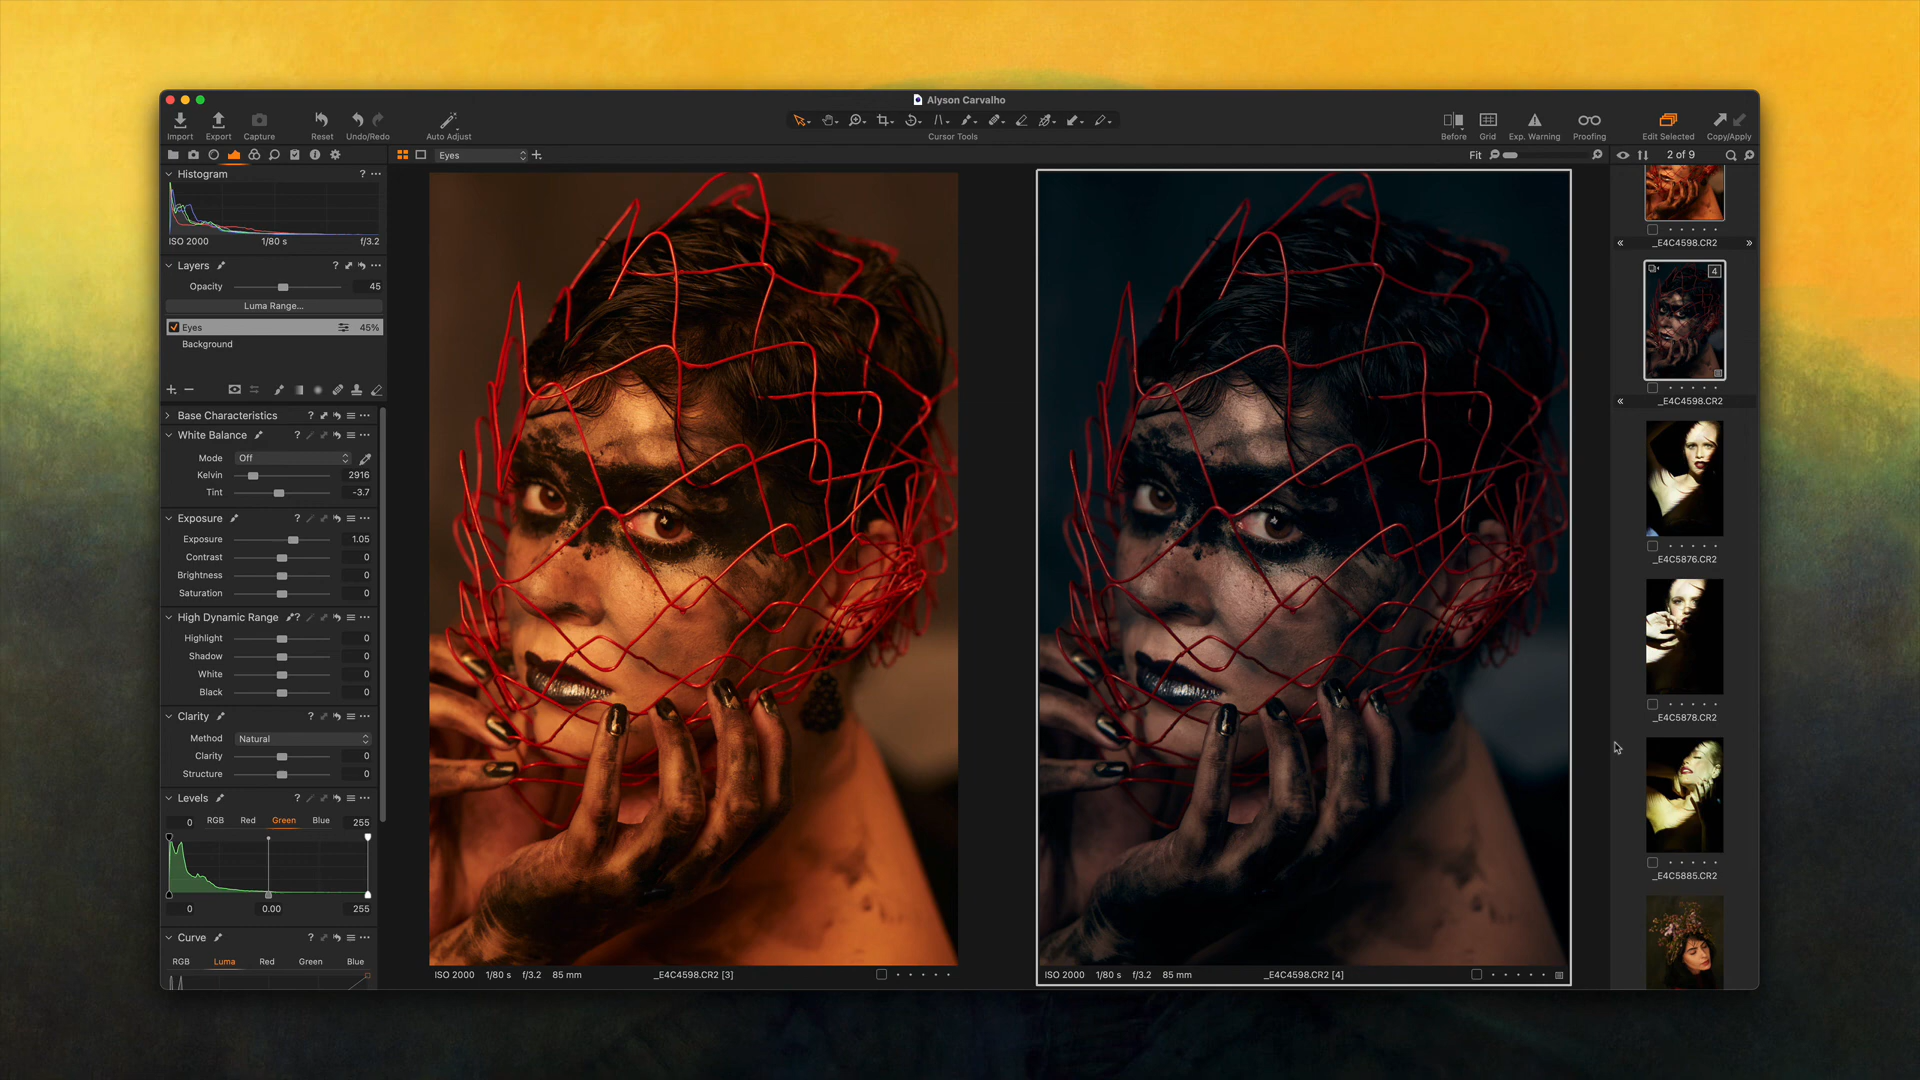 Alyson Carvalho
Import Export Capture Reset Undo/Redo Auto Adjust Cursor Tools Before Grid Exp. Warning Proofing Edit Selected Copy/Apply
Eyes Fit 2 of 9
Histogram ?
ISO 2000 1/80 s f/3.2
Layers ?
Opacity 45
Luma Range...
Eyes 45%
Background
Base Characteristics ?
White Balance ?
Mode Off
Kelvin 2916
Tint -3.7
Exposure ?
Exposure 1.05
Contrast 0
Brightness 0
Saturation 0
High Dynamic Range ?
Highlight 0
Shadow 0
White 0
Black 0
Clarity ?
Method Natural
Clarity 0
Structure 0
Levels ?
0 RGB Red Green Blue 255
0 0.00 255
Curve ?
RGB Luma Red Green Blue
ISO 2000 1/80 s f/3.2 85 mm _E4C4598.CR2 [3]
ISO 2000 1/80 s f/3.2 85 mm _E4C4598.CR2 [4]
_E4C4598.CR2
4
_E4C4598.CR2
_E4C5876.CR2
_E4C5878.CR2
_E4C5885.CR2